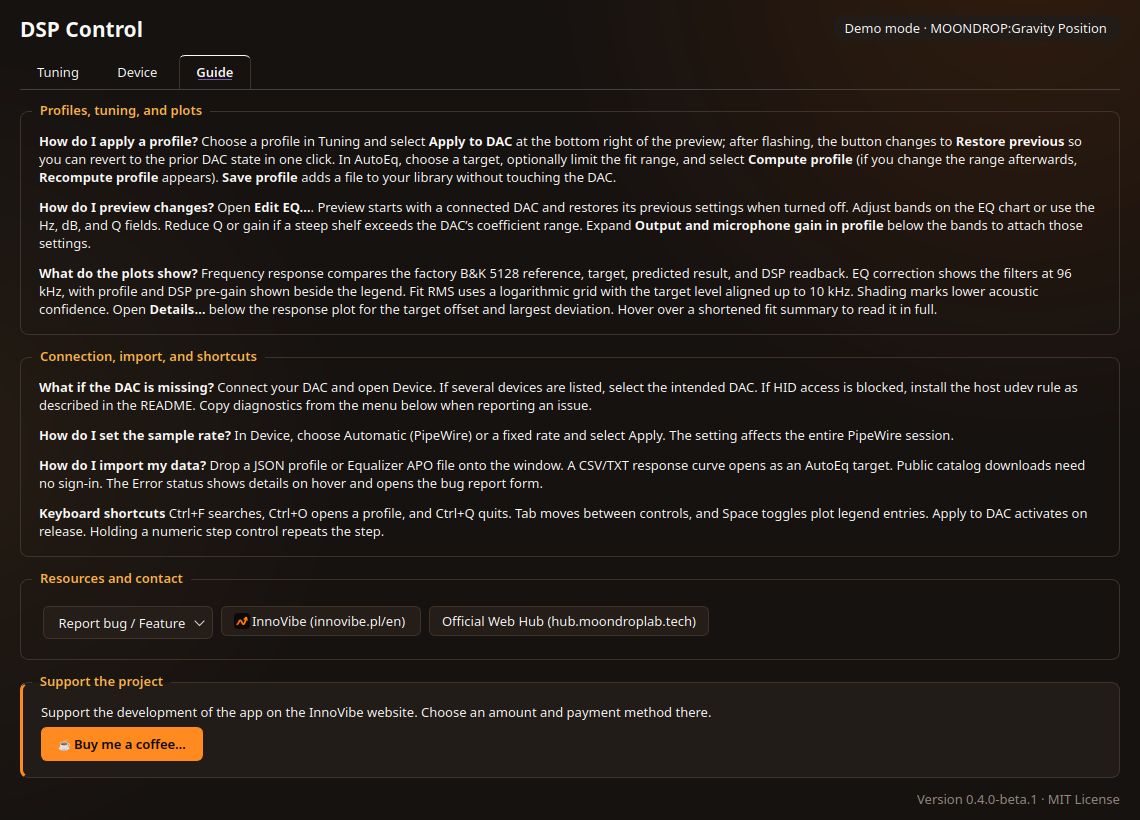 DSP Control
Demo mode · MOONDROP:Gravity Position
Tuning
Device
Guide
Profiles, tuning, and plots
How do I apply a profile? Choose a profile in Tuning and select Apply to DAC at the bottom right of the preview; after flashing, the button changes to Restore previous so
you can revert to the prior DAC state in one click. In AutoEq, choose a target, optionally limit the fit range, and select Compute profile (if you change the range afterwards,
Recompute profile appears). Save profile adds a file to your library without touching the DAC.
How do I preview changes? Open Edit EQ.... Preview starts with a connected DAC and restores its previous settings when turned off. Adjust bands on the EQ chart or use the
Hz, dB, and Q fields. Reduce Q or gain if a steep shelf exceeds the DAC's coefficient range. Expand Output and microphone gain in profile below the bands to attach those
settings.
What do the plots show? Frequency response compares the factory B&K 5128 reference, target, predicted result, and DSP readback. EQ correction shows the filters at 96
kHz, with profile and DSP pre-gain shown beside the legend. Fit RMS uses a logarithmic grid with the target level aligned up to 10 kHz. Shading marks lower acoustic
confidence. Open Details... below the response plot for the target offset and largest deviation. Hover over a shortened fit summary to read it in full.
Connection, import, and shortcuts
What if the DAC is missing? Connect your DAC and open Device. If several devices are listed, select the intended DAC. If HID access is blocked, install the host udev rule as
described in the README. Copy diagnostics from the menu below when reporting an issue.
How do I set the sample rate? In Device, choose Automatic (PipeWire) or a fixed rate and select Apply. The setting affects the entire PipeWire session.
How do I import my data? Drop a JSON profile or Equalizer APO file onto the window. A CSV/TXT response curve opens as an AutoEq target. Public catalog downloads need
no sign-in. The Error status shows details on hover and opens the bug report form.
Keyboard shortcuts Ctrl+F searches, Ctrl+O opens a profile, and Ctrl+Q quits. Tab moves between controls, and Space toggles plot legend entries. Apply to DAC activates on
release. Holding a numeric step control repeats the step.
Resources and contact
Report bug / Feature
InnoVibe (innovibe.pl/en)
Official Web Hub (hub.moondroplab.tech)
Support the project
Support the development of the app on the InnoVibe website. Choose an amount and payment method there.
Buy me a coffee...
Version 0.4.0-beta.1 · MIT License